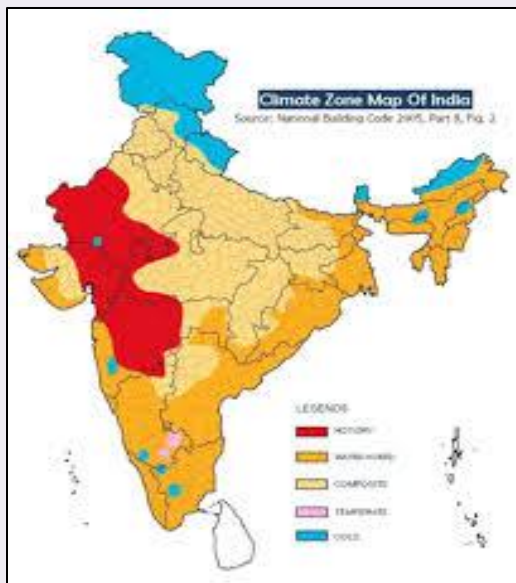 Climate Zone Map Of India
Source: National Building Code 2005, Part 8, Fig. 2
LEGENDS
HOT-DRY
WARM-HUMID
COMPOSITE
TEMPERATE
COLD